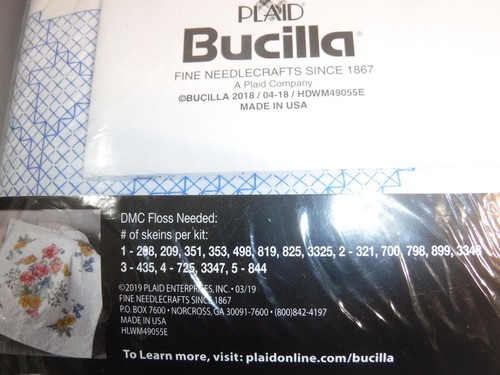 PLAID
Bucilla
FINE NEEDLECRAFTS SINCE 1867
A Plaid Company
©BUCILLA 2018 / 04-18 / HDWM49055E
MADE IN USA
DMC Floss Needed:
# of skeins per kit:
1 - 208, 209, 351, 353, 498, 819, 825, 3325, 2 - 321, 700, 798, 899, 3348
3 - 435, 4 - 725, 3347, 5 - 844
©2019 PLAID ENTERPRISES, INC. • 03/19
FINE NEEDLECRAFTS SINCE 1867
P.O. BOX 7600 • NORCROSS, GA 30091-7600 • (800)842-4197
MADE IN USA
HLWM49055E
To Learn more, visit: plaidonline.com/bucilla